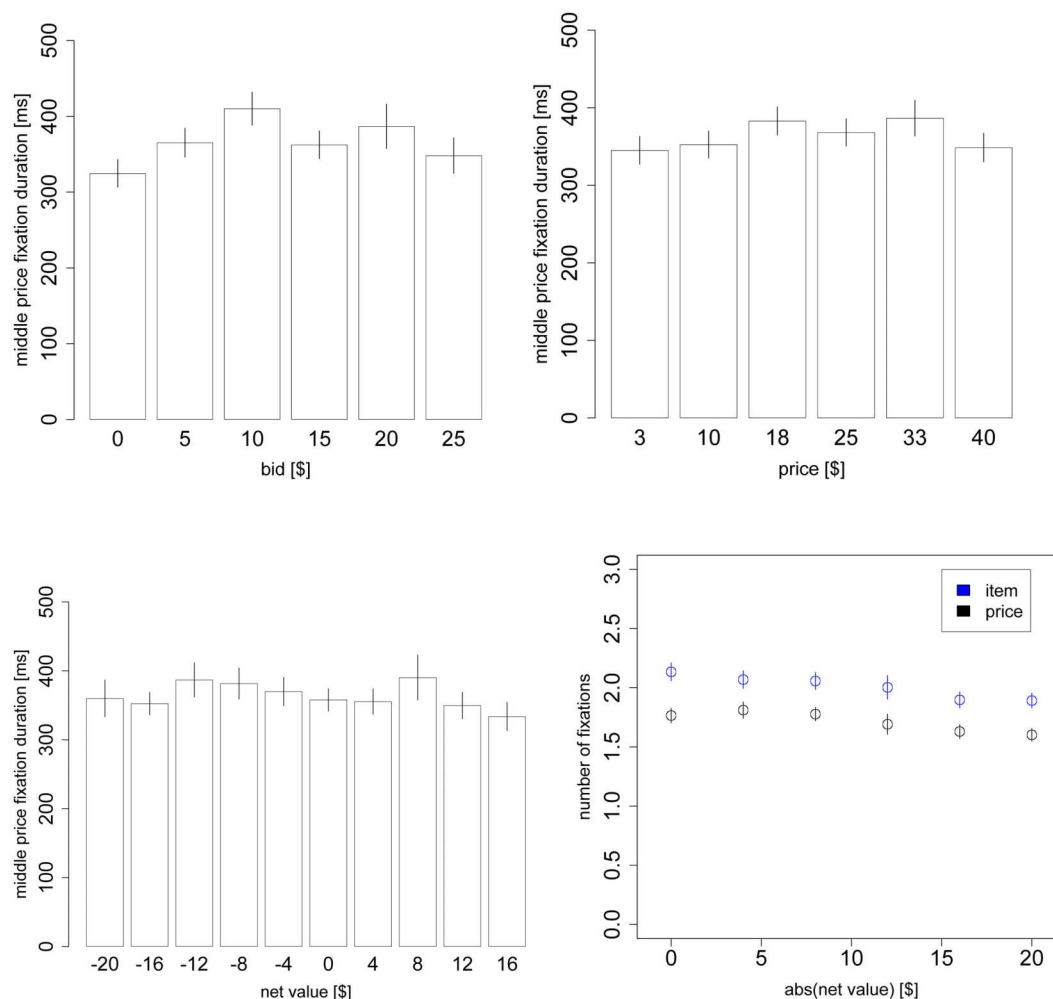 middle price fixation duration [ms]
500
400
300
200
100
0
0 5 10 15 20 25
bid [$]
middle price fixation duration [ms]
500
400
300
200
100
0
3 10 18 25 33 40
price [$]
middle price fixation duration [ms]
500
400
300
200
100
0
-20 -16 -12 -8 -4 0 4 8 12 16
net value [$]
number of fixations
3.0
2.5
2.0
1.5
1.0
0.5
0.0
item
price
0 5 10 15 20
abs(net value) [$]